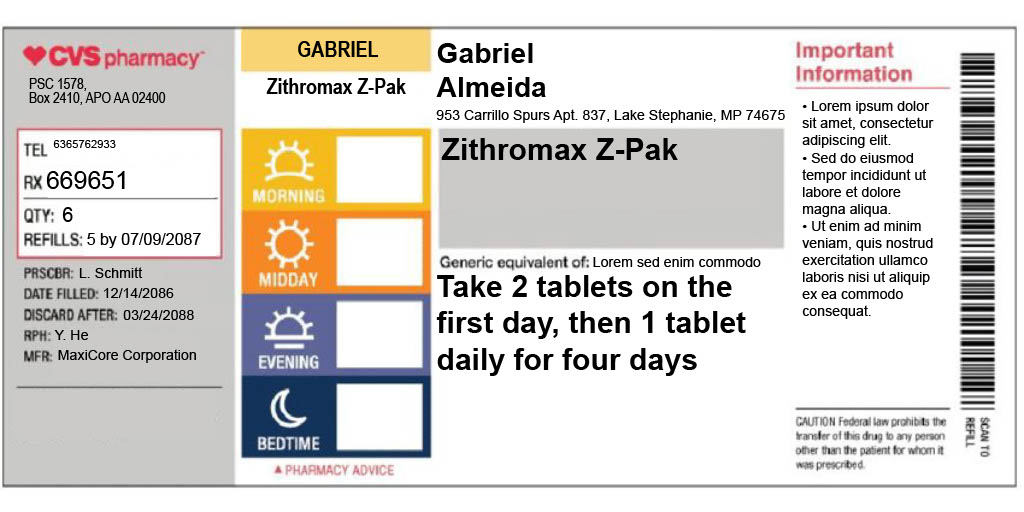 CVS pharmacy
PSC 1578,
Box 2410, APO AA 02400
TEL 6365762933
RX 669651
QTY: 6
REFILLS: 5 by 07/09/2087
PRSCBR: L. Schmitt
DATE FILLED: 12/14/2086
DISCARD AFTER: 03/24/2088
RPH: Y. He
MFR: MaxiCore Corporation
GABRIEL
Zithromax Z-Pak
MORNING
MIDDAY
EVENING
BEDTIME
▲ PHARMACY ADVICE
Gabriel
Almeida
953 Carrillo Spurs Apt. 837, Lake Stephanie, MP 74675
Zithromax Z-Pak
Generic equivalent of: Lorem sed enim commodo
Take 2 tablets on the
first day, then 1 tablet
daily for four days
Important
Information
• Lorem ipsum dolor
sit amet, consectetur
adipiscing elit.
• Sed do eiusmod
tempor incididunt ut
labore et dolore
magna aliqua.
• Ut enim ad minim
veniam, quis nostrud
exercitation ullamco
laboris nisi ut aliquip
ex ea commodo
consequat.
CAUTION Federal law prohibits the
transfer of this drug to any person
other than the patient for whom it
was prescribed.
SCAN TO
REFILL